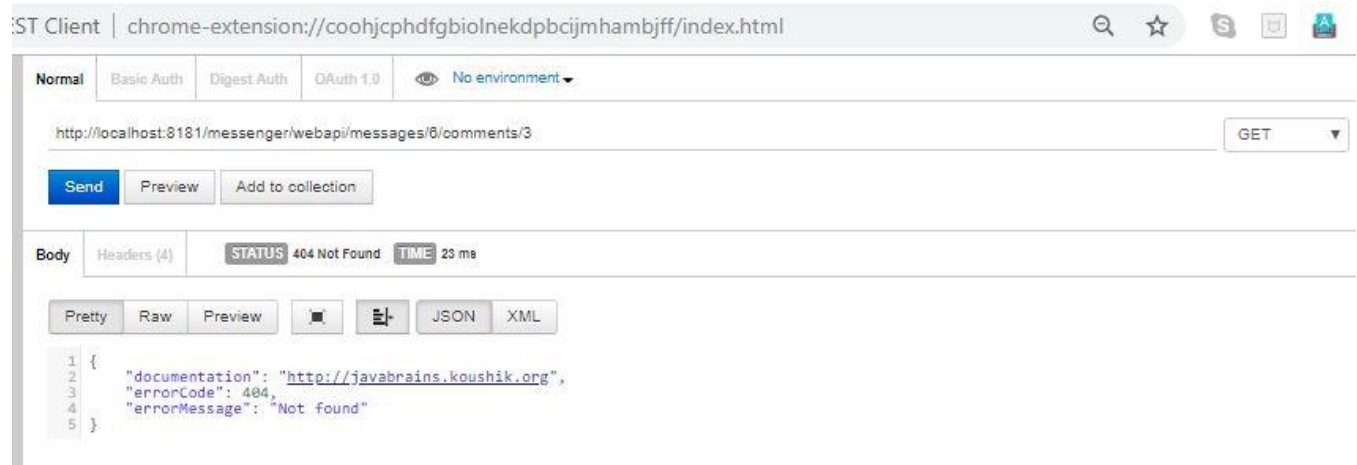 ST Client | chrome-extension://coohjcphdfgbiolnekdpbcijmhambjff/index.html
Normal Basic Auth Digest Auth OAuth 1.0 No environment
http://localhost:8181/messenger/webapi/messages/6/comments/3 GET
Send Preview Add to collection
Body Headers (4) STATUS 404 Not Found TIME 23 ms
Pretty Raw Preview JSON XML
1 {
2 "documentation": "http://javabrains.koushik.org",
3 "errorCode": 404,
4 "errorMessage": "Not found"
5 }